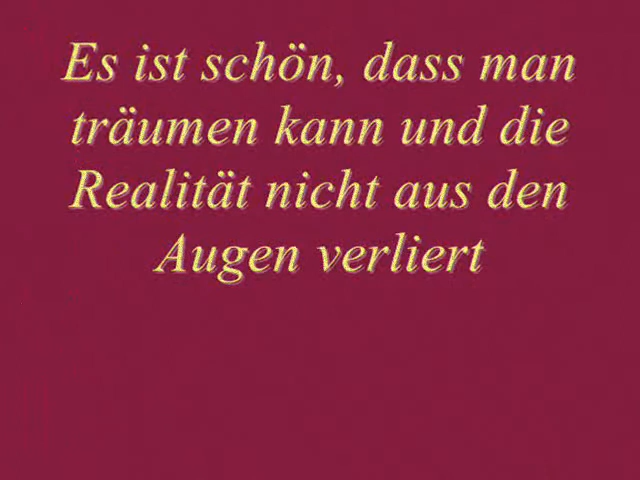 Es ist schön, dass man
träumen kann und die
Realität nicht aus den
Augen verliert